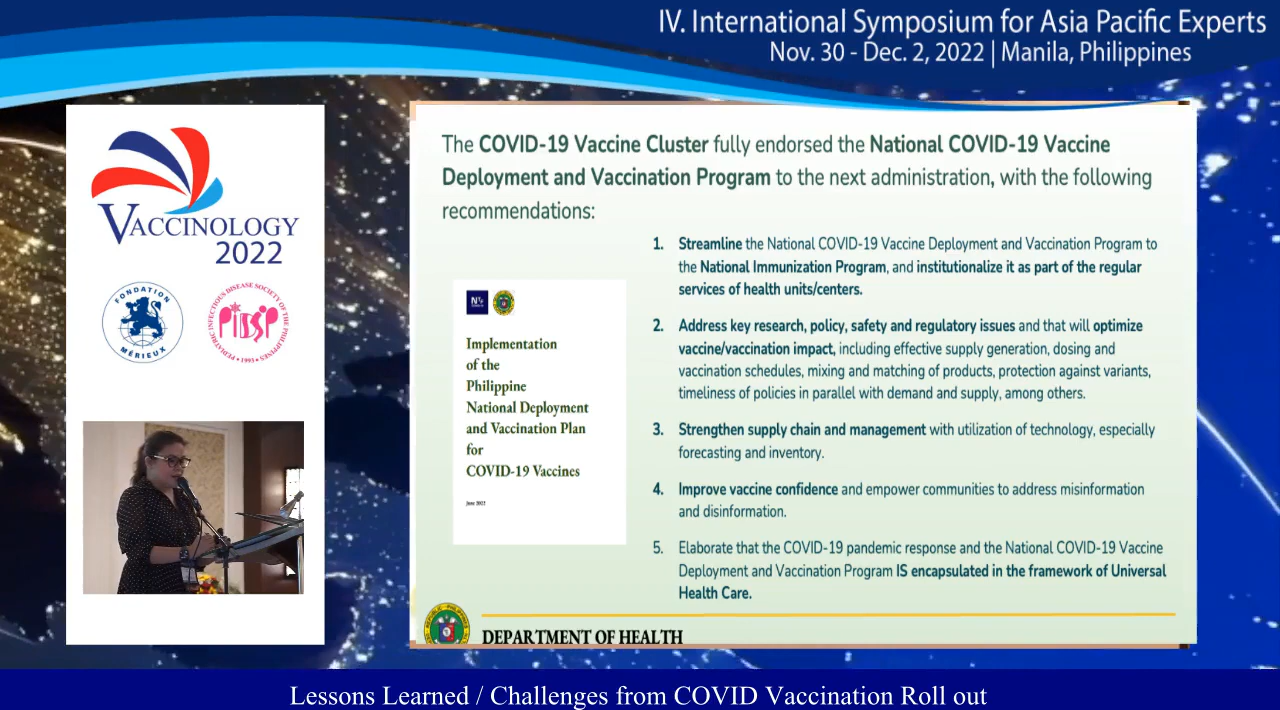 IV. International Symposium for Asia Pacific Experts
Nov. 30 - Dec. 2, 2022 | Manila, Philippines
VACCINOLOGY
2022
FONDATION
MÉRIEUX
PEDIATRIC INFECTIOUS DISEASE SOCIETY OF THE PHILIPPINES
PIDSP
• 1993 •
The COVID-19 Vaccine Cluster fully endorsed the National COVID-19 Vaccine
Deployment and Vaccination Program to the next administration, with the following
recommendations:
Implementation
of the
Philippine
National Deployment
and Vaccination Plan
for
COVID-19 Vaccines
June 2022
1. Streamline the National COVID-19 Vaccine Deployment and Vaccination Program to
the National Immunization Program, and institutionalize it as part of the regular
services of health units/centers.
2. Address key research, policy, safety and regulatory issues and that will optimize
vaccine/vaccination impact, including effective supply generation, dosing and
vaccination schedules, mixing and matching of products, protection against variants,
timeliness of policies in parallel with demand and supply, among others.
3. Strengthen supply chain and management with utilization of technology, especially
forecasting and inventory.
4. Improve vaccine confidence and empower communities to address misinformation
and disinformation.
5. Elaborate that the COVID-19 pandemic response and the National COVID-19 Vaccine
Deployment and Vaccination Program IS encapsulated in the framework of Universal
Health Care.
DEPARTMENT OF HEALTH
Lessons Learned / Challenges from COVID Vaccination Roll out